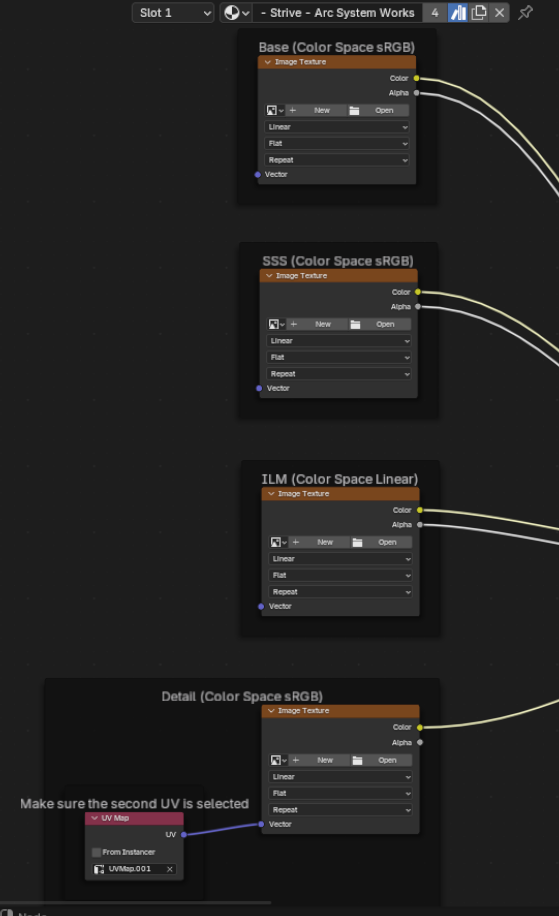 Slot 1 - Strive - Arc System Works 4
Base (Color Space sRGB)
Image Texture
Color
Alpha
New Open
Linear
Flat
Repeat
Vector
SSS (Color Space sRGB)
Image Texture
Color
Alpha
New Open
Linear
Flat
Repeat
Vector
ILM (Color Space Linear)
Image Texture
Color
Alpha
New Open
Linear
Flat
Repeat
Vector
Detail (Color Space sRGB)
Image Texture
Color
Alpha
New Open
Linear
Flat
Repeat
Vector
Make sure the second UV is selected
UV Map
UV
From Instancer
UVMap.001
Node